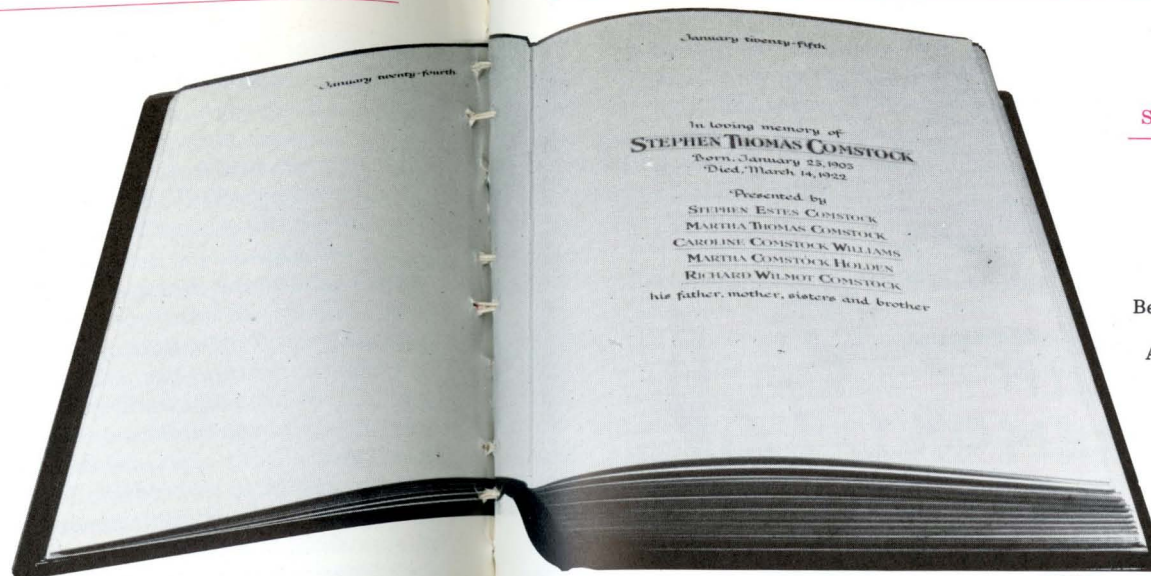 January twenty-fourth
January twenty-fifth
In loving memory of
STEPHEN THOMAS COMSTOCK
Born, January 25, 1903
Died, March 14, 1922
Presented by
STEPHEN ESTES COMSTOCK
MARTHA THOMAS COMSTOCK
CAROLINE COMSTOCK WILLIAMS
MARTHA COMSTOCK HOLDEN
RICHARD WILMOT COMSTOCK
his father, mother, sisters and brother